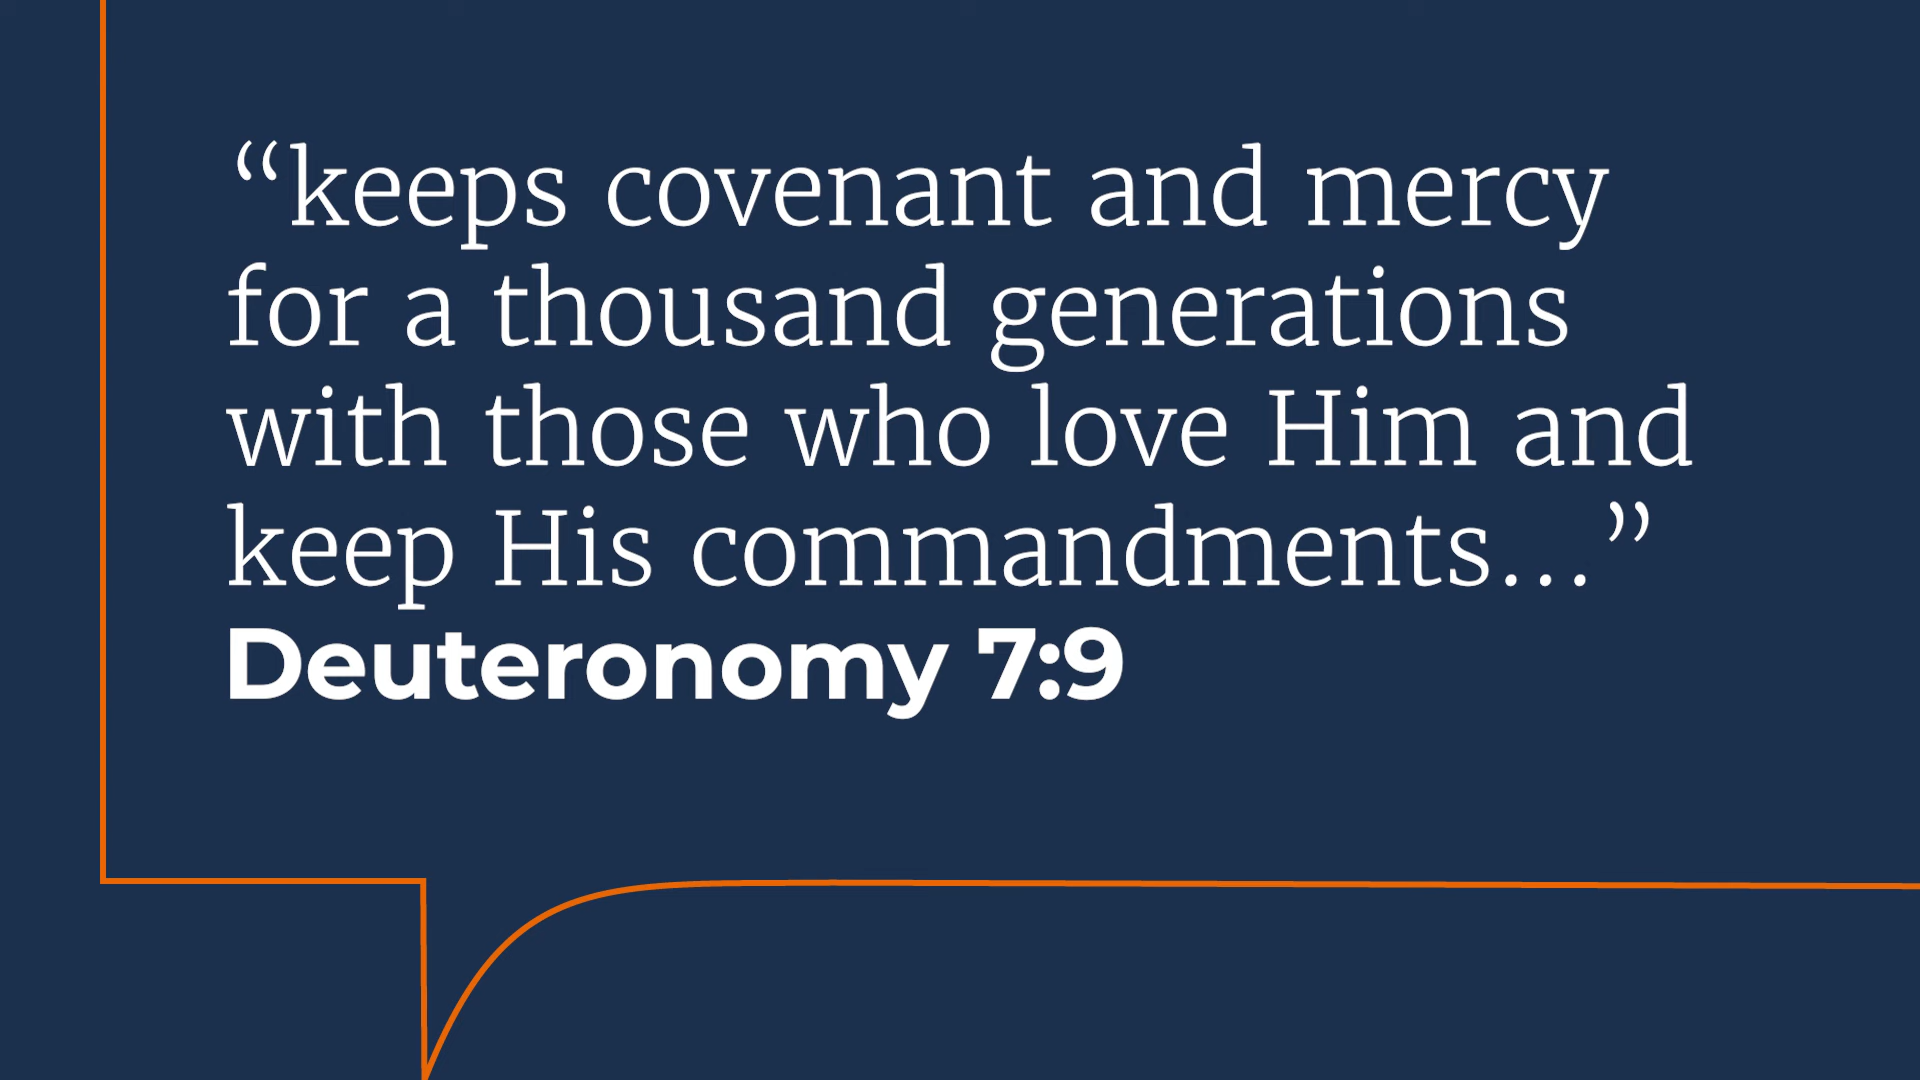 “keeps covenant and mercy
for a thousand generations
with those who love Him and
keep His commandments...”
Deuteronomy 7:9